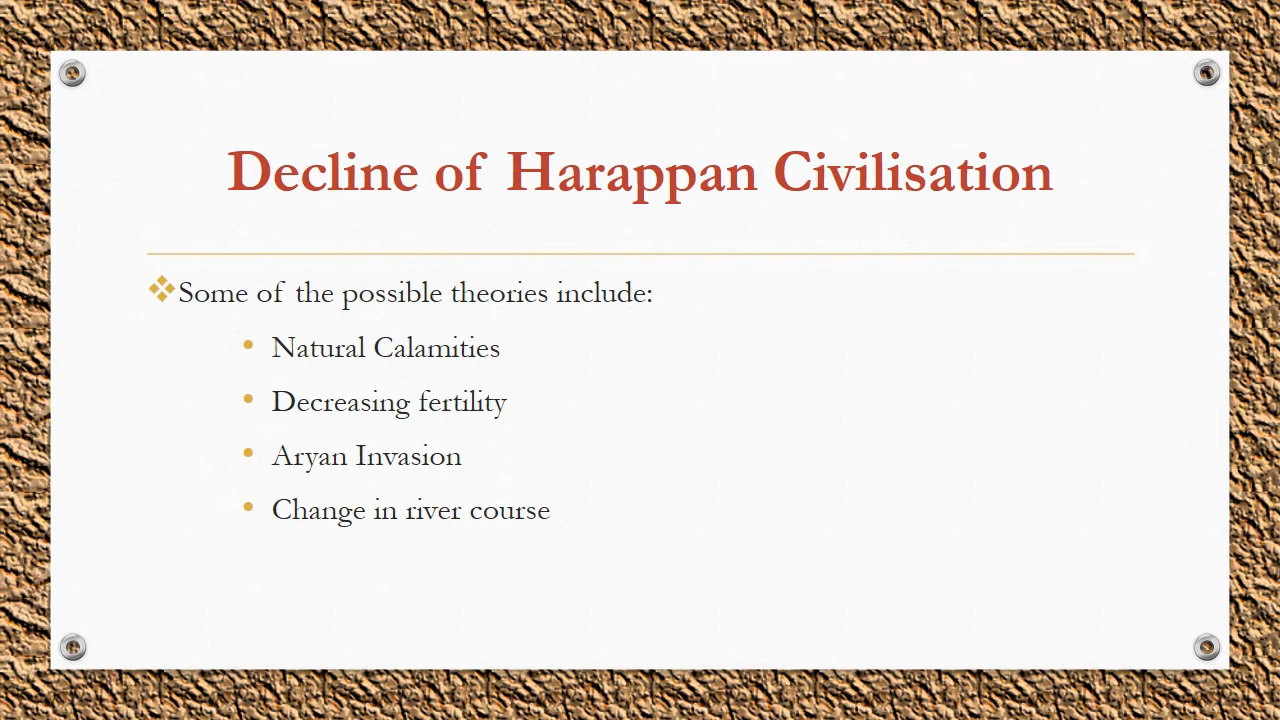 Decline of Harappan Civilisation
❖Some of the possible theories include:
• Natural Calamities
• Decreasing fertility
• Aryan Invasion
• Change in river course